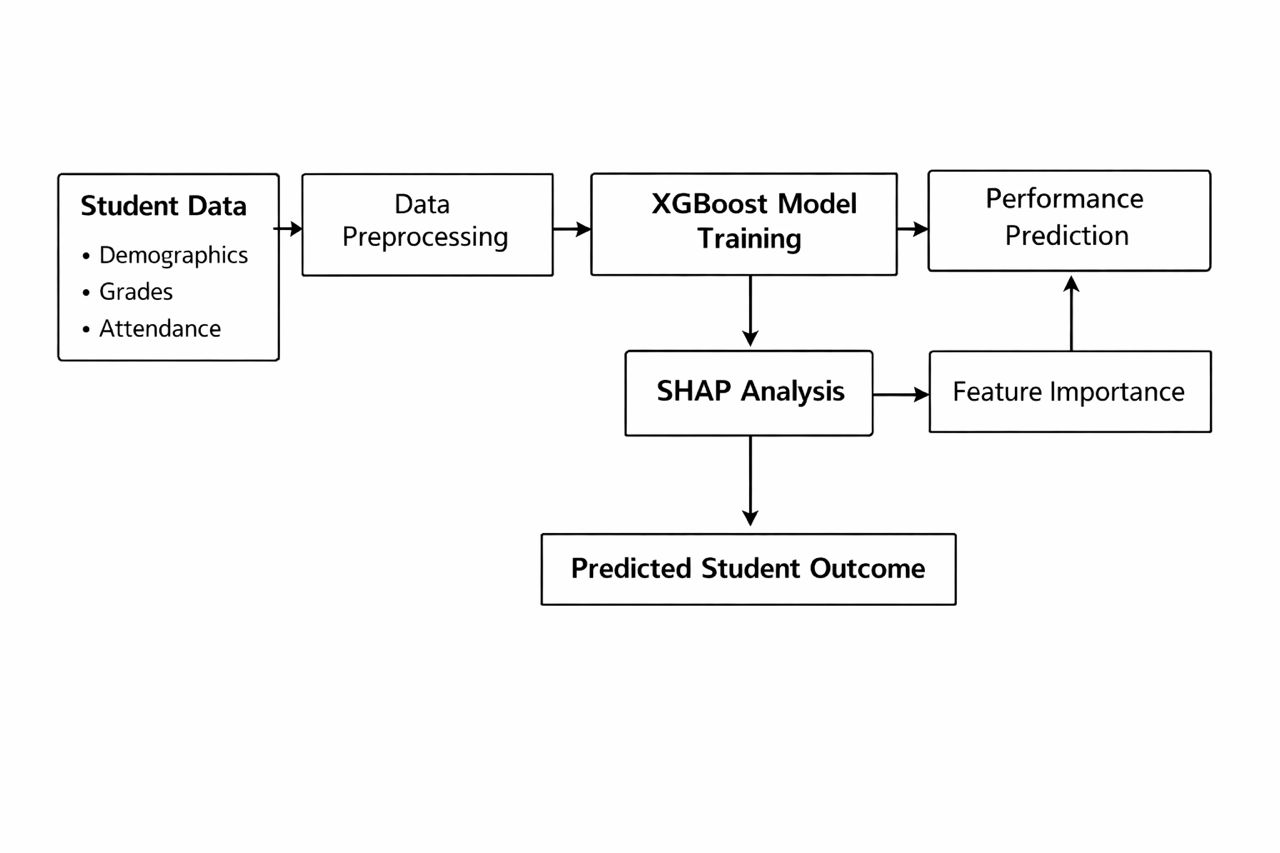 Student Data
• Demographics
• Grades
• Attendance
Data
Preprocessing
XGBoost Model
Training
Performance
Prediction
SHAP Analysis
Feature Importance
Predicted Student Outcome